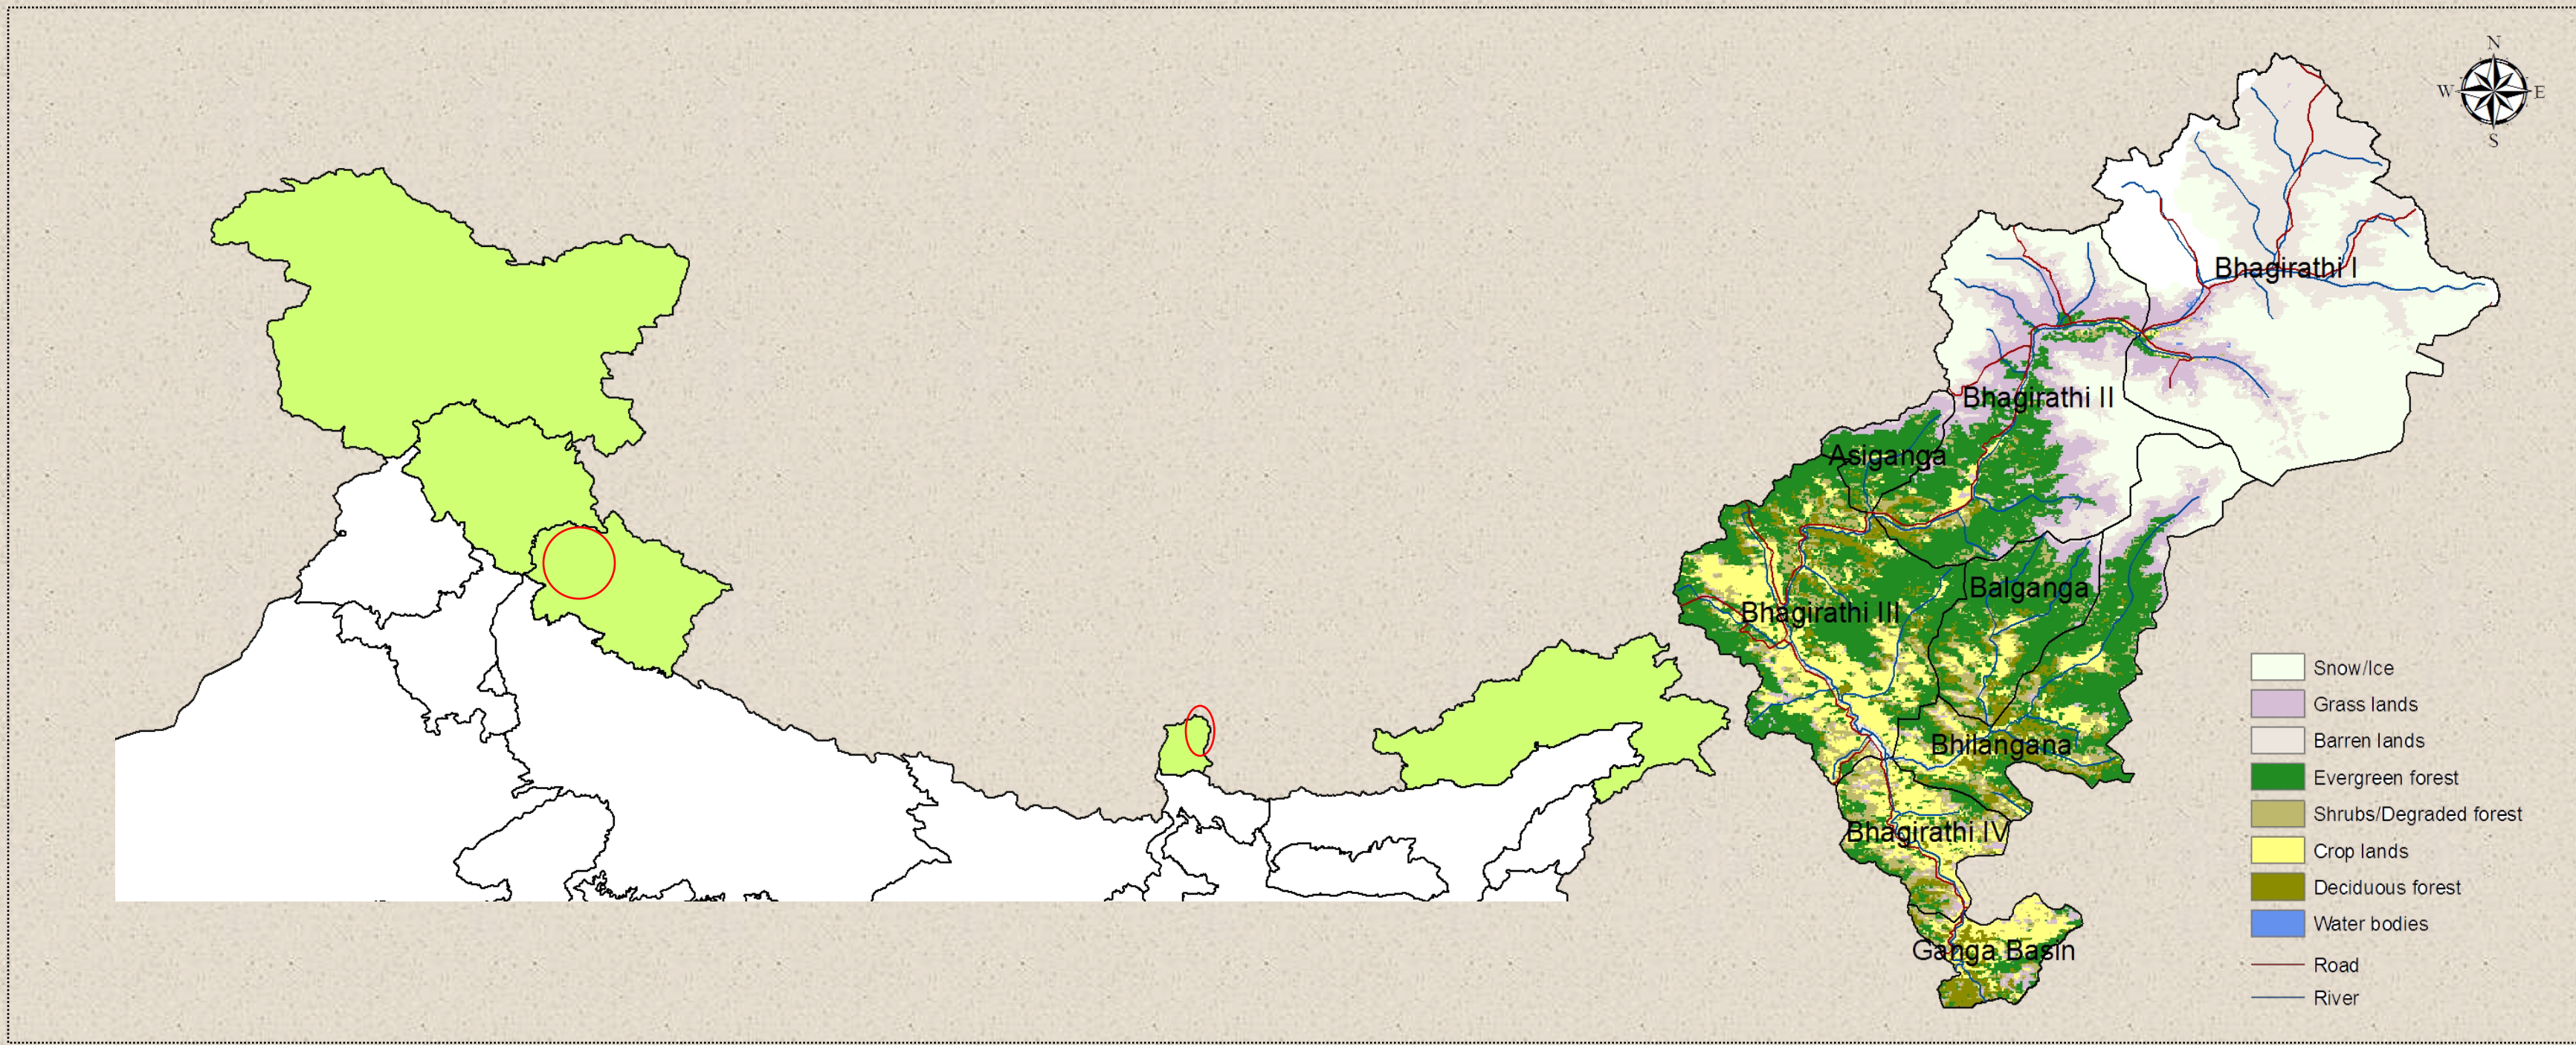 N
W E
S
Bhagirathi I
Bhagirathi II
Asiganga
Balganga
Bhagirathi III
Bhilangana
Bhagirathi IV
Ganga Basin
Snow/Ice
Grass lands
Barren lands
Evergreen forest
Shrubs/Degraded forest
Crop lands
Deciduous forest
Water bodies
Road
River